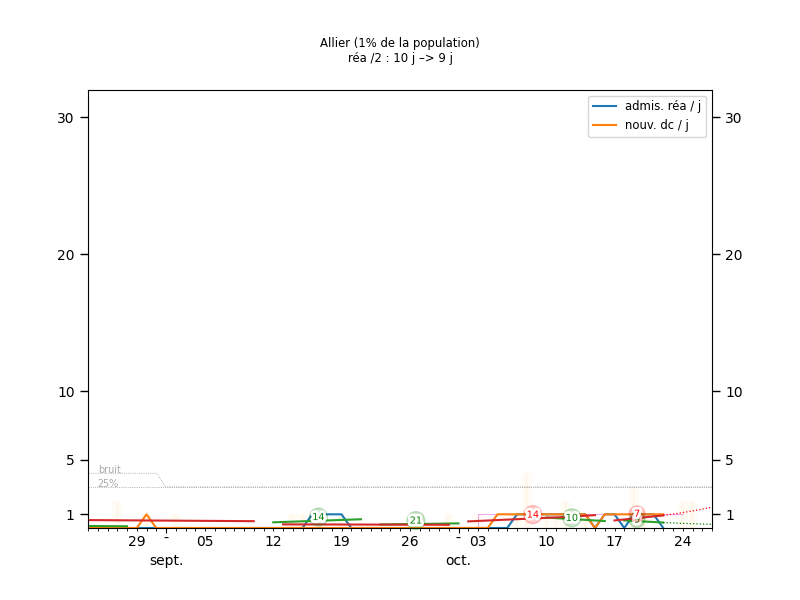 Allier (1% de la population)
réa /2 : 10 j –> 9 j
admis. réa / j
nouv. dc / j
30 30
20 20
10 10
5 5
bruit
25%
1 14 21 14 10 7 1
29 - 05 12 19 26 - 03 10 17 24
sept. oct.